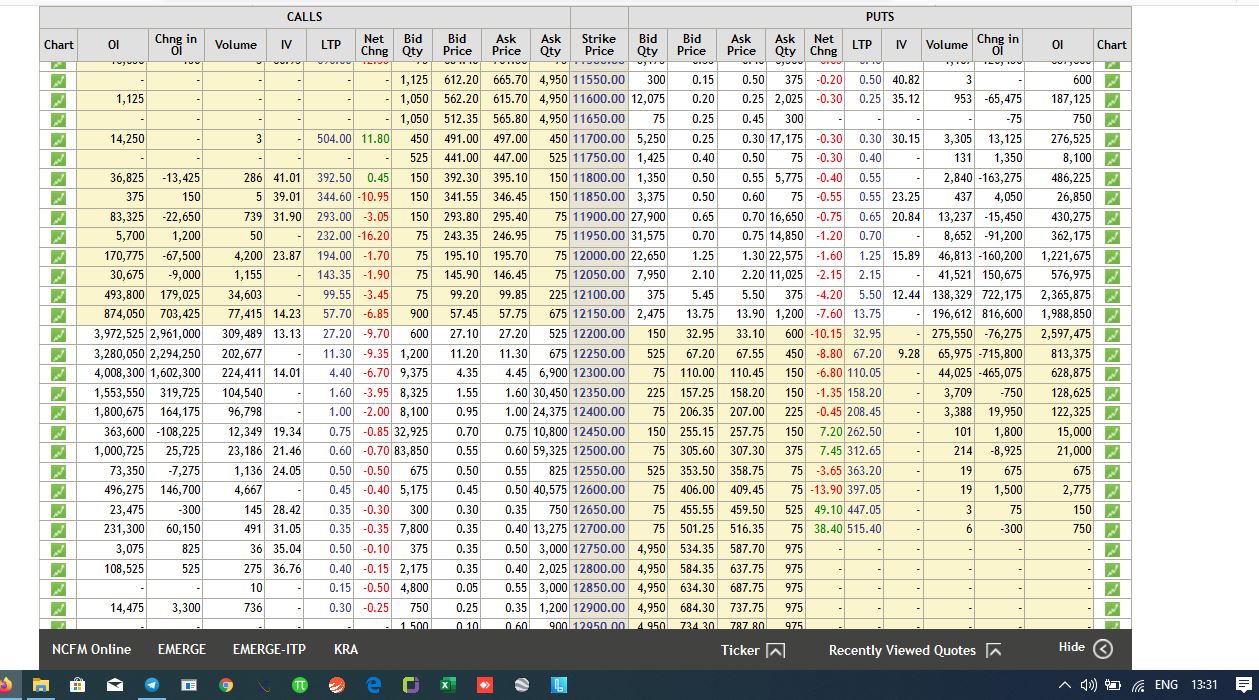 CALLS PUTS
Chart OI Chng in OI Volume IV LTP Net Chng Bid Qty Bid Price Ask Price Ask Qty Strike Price Bid Qty Bid Price Ask Price Ask Qty Net Chng LTP IV Volume Chng in OI OI Chart
- - - - - - 1,125 612.20 665.70 4,950 11550.00 300 0.15 0.50 375 -0.20 0.50 40.82 3 - 600
1,125 - - - - - 1,050 562.20 615.70 4,950 11600.00 12,075 0.20 0.25 2,025 -0.30 0.25 35.12 953 -65,475 187,125
- - - - - - 1,050 512.35 565.80 4,950 11650.00 75 0.25 0.45 300 - - - - -75 750
14,250 - 3 - 504.00 11.80 450 491.00 497.00 450 11700.00 5,250 0.25 0.30 17,175 -0.30 0.30 30.15 3,305 13,125 276,525
- - - - - - 525 441.00 447.00 525 11750.00 1,425 0.40 0.50 75 -0.30 0.40 - 131 1,350 8,100
36,825 -13,425 286 41.01 392.50 0.45 150 392.30 395.10 150 11800.00 1,350 0.50 0.55 5,775 -0.40 0.55 - 2,840 -163,275 486,225
375 150 5 39.01 344.60 -10.95 150 341.55 346.45 150 11850.00 3,375 0.50 0.60 75 -0.55 0.55 23.25 437 4,050 26,850
83,325 -22,650 739 31.90 293.00 -3.05 150 293.80 295.40 75 11900.00 27,900 0.65 0.70 16,650 -0.75 0.65 20.84 13,237 -15,450 430,275
5,700 1,200 50 - 232.00 -16.20 75 243.35 246.95 75 11950.00 31,575 0.70 0.75 14,850 -1.20 0.70 - 8,652 -91,200 362,175
170,775 -67,500 4,200 23.87 194.00 -1.70 75 195.10 195.70 75 12000.00 22,650 1.25 1.30 22,575 -1.60 1.25 15.89 46,813 -160,200 1,221,675
30,675 -9,000 1,155 - 143.35 -1.90 75 145.90 146.45 75 12050.00 7,950 2.10 2.20 11,025 -2.15 2.15 - 41,521 150,675 576,975
493,800 179,025 34,603 - 99.55 -3.45 75 99.20 99.85 225 12100.00 375 5.45 5.50 375 -4.20 5.50 12.44 138,329 722,175 2,365,875
874,050 703,425 77,415 14.23 57.70 -6.85 900 57.45 57.75 675 12150.00 2,475 13.75 13.90 1,200 -7.60 13.75 - 196,612 816,600 1,988,850
3,972,525 2,961,000 309,489 13.13 27.20 -9.70 600 27.10 27.20 525 12200.00 150 32.95 33.10 600 -10.15 32.95 - 275,550 -76,275 2,597,475
3,280,050 2,294,250 202,677 - 11.30 -9.35 1,200 11.20 11.30 675 12250.00 525 67.20 67.55 450 -8.80 67.20 9.28 65,975 -715,800 813,375
4,008,300 1,602,300 224,411 14.01 4.40 -6.70 9,375 4.35 4.45 6,900 12300.00 75 110.00 110.45 150 -6.80 110.05 - 44,025 -465,075 628,875
1,553,550 319,725 104,540 - 1.60 -3.95 8,325 1.55 1.60 30,450 12350.00 225 157.25 158.20 150 -1.35 158.20 - 3,709 -750 128,625
1,800,675 164,175 96,798 - 1.00 -2.00 8,100 0.95 1.00 24,375 12400.00 75 206.35 207.00 225 -0.45 208.45 - 3,388 19,950 122,325
363,600 -108,225 12,349 19.34 0.75 -0.85 32,925 0.70 0.75 10,800 12450.00 150 255.15 257.75 150 7.20 262.50 - 101 1,800 15,000
1,000,725 25,725 23,186 21.46 0.60 -0.70 83,850 0.55 0.60 59,325 12500.00 75 305.60 307.30 375 7.45 312.65 - 214 -8,925 21,000
73,350 -7,275 1,136 24.05 0.50 -0.50 675 0.50 0.55 825 12550.00 525 353.50 358.75 75 -3.65 363.20 - 19 675 675
496,275 146,700 4,667 - 0.45 -0.40 5,175 0.45 0.50 40,575 12600.00 75 406.00 409.45 75 -13.90 397.05 - 19 1,500 2,775
23,475 -300 145 28.42 0.35 -0.30 300 0.30 0.35 750 12650.00 75 455.55 459.50 525 49.10 447.05 - 3 75 150
231,300 60,150 491 31.05 0.35 -0.35 7,800 0.35 0.40 13,275 12700.00 75 501.25 516.35 75 38.40 515.40 - 6 -300 750
3,075 825 36 35.04 0.50 -0.10 375 0.35 0.50 3,000 12750.00 4,950 534.35 587.70 975 - - - - - -
108,525 525 275 36.76 0.40 -0.15 2,175 0.35 0.40 2,025 12800.00 4,950 584.35 637.75 975 - - - - - -
- - 10 - 0.15 -0.50 4,800 0.05 0.55 3,000 12850.00 4,950 634.30 687.75 975 - - - - - -
14,475 3,300 736 - 0.30 -0.25 750 0.25 0.35 1,200 12900.00 4,950 684.30 737.75 975 - - - - - -
- - - - - - 1,500 0.10 0.60 900 12950.00 4,950 734.30 787.80 975 - - - - - -
NCFM Online EMERGE EMERGE-ITP KRA Ticker Recently Viewed Quotes Hide
ENG 13:31